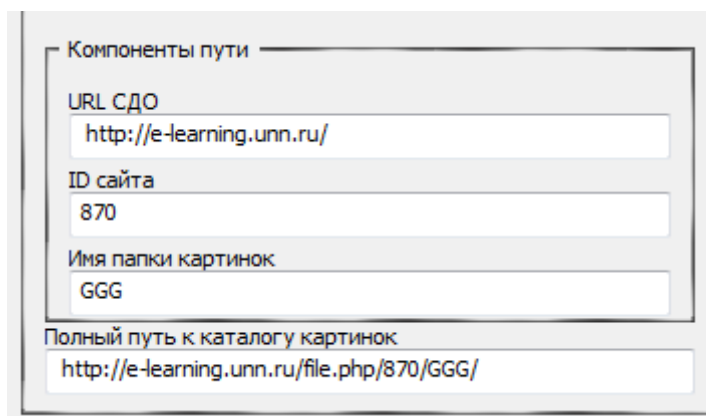 Компоненты пути
URL СДО
http://e-learning.unn.ru/
ID сайта
870
Имя папки картинок
GGG
Полный путь к каталогу картинок
http://e-learning.unn.ru/file.php/870/GGG/